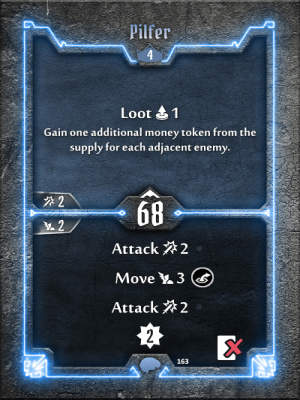 Pilfer
4
Loot 1
Gain one additional money token from the
supply for each adjacent enemy.
2
68
2
Attack 2
Move 3
Attack 2
2
163